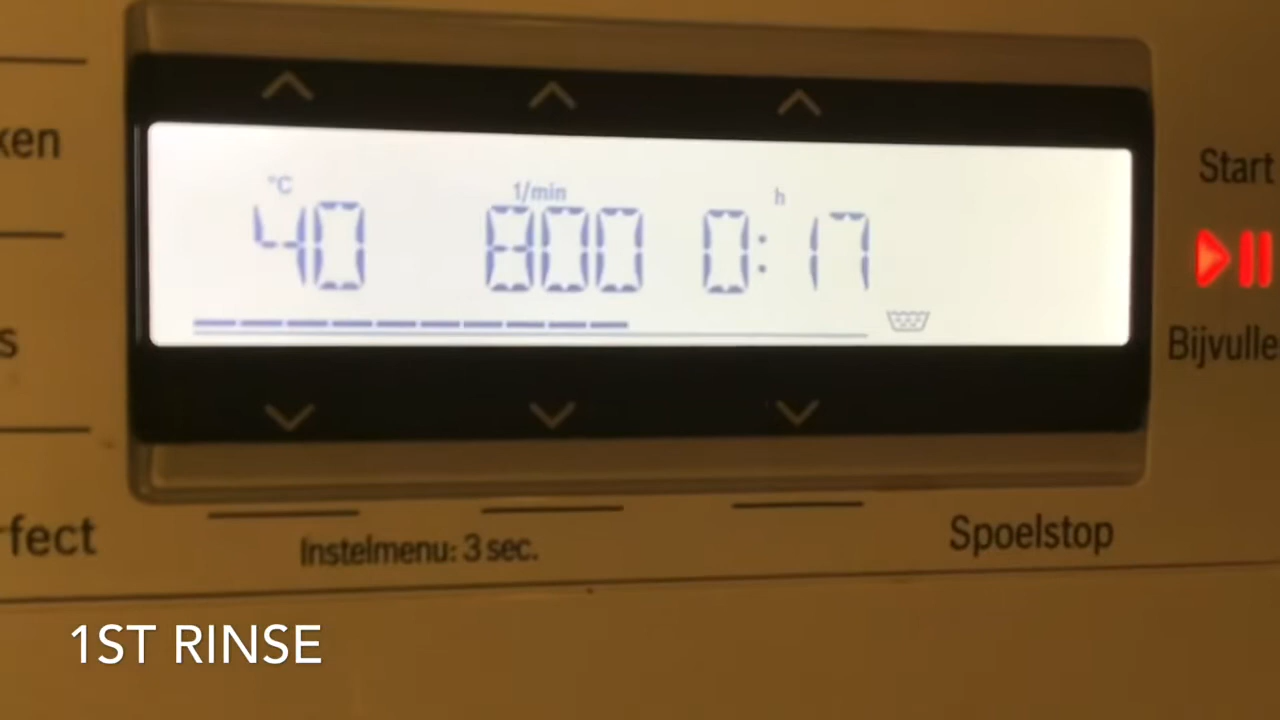 ken
Start
°C 1/min h
40 800 0:17
Bijvulle
s
rfect
Instelmenu: 3 sec.
Spoelstop
1ST RINSE